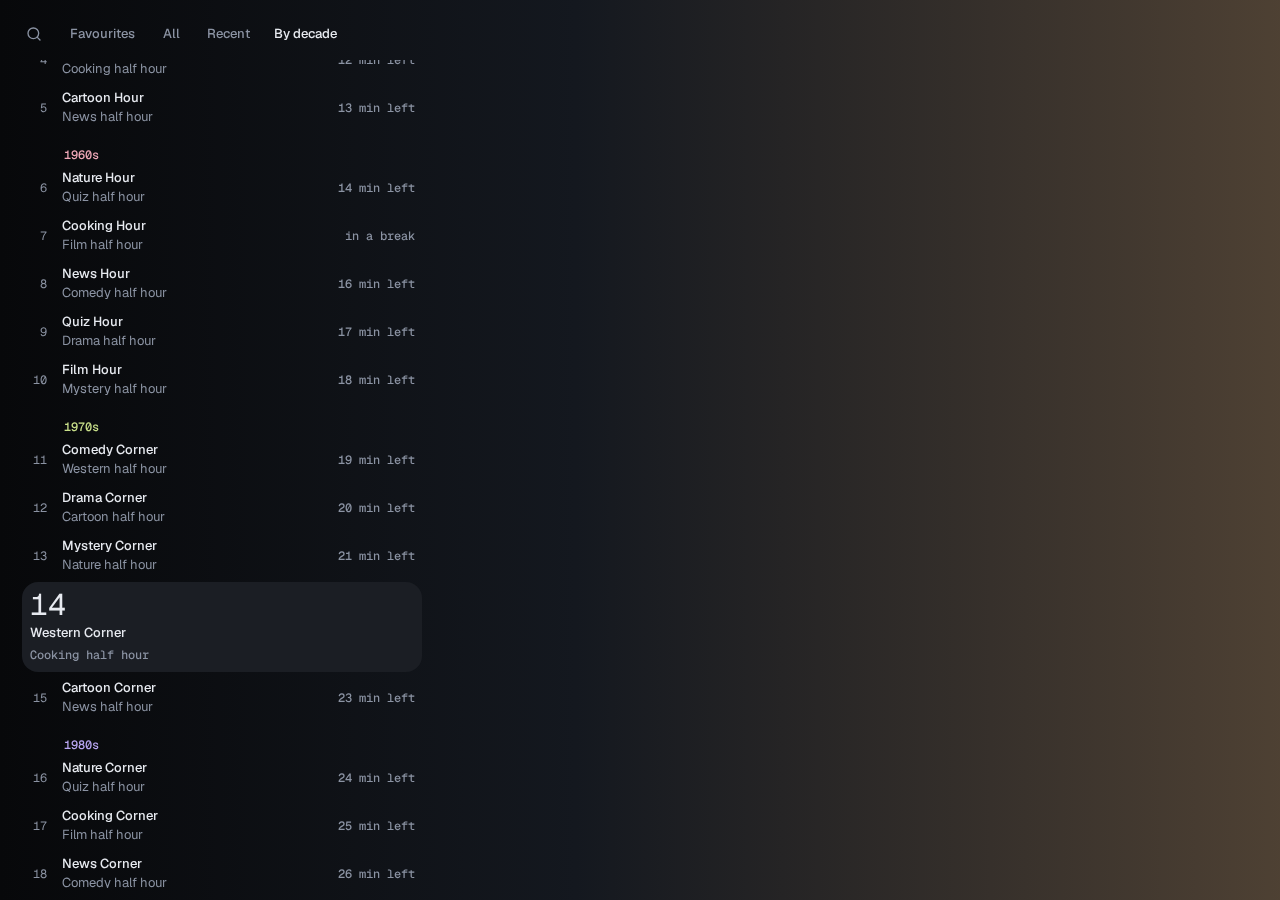 Favourites All Recent By decade
4 12 min left
Cooking half hour
Cartoon Hour
5 13 min left
News half hour
1960s
Nature Hour
6 14 min left
Quiz half hour
Cooking Hour
7 in a break
Film half hour
News Hour
8 16 min left
Comedy half hour
Quiz Hour
9 17 min left
Drama half hour
Film Hour
10 18 min left
Mystery half hour
1970s
Comedy Corner
11 19 min left
Western half hour
Drama Corner
12 20 min left
Cartoon half hour
Mystery Corner
13 21 min left
Nature half hour
14
Western Corner
Cooking half hour
Cartoon Corner
15 23 min left
News half hour
1980s
Nature Corner
16 24 min left
Quiz half hour
Cooking Corner
17 25 min left
Film half hour
News Corner
18 26 min left
Comedy half hour